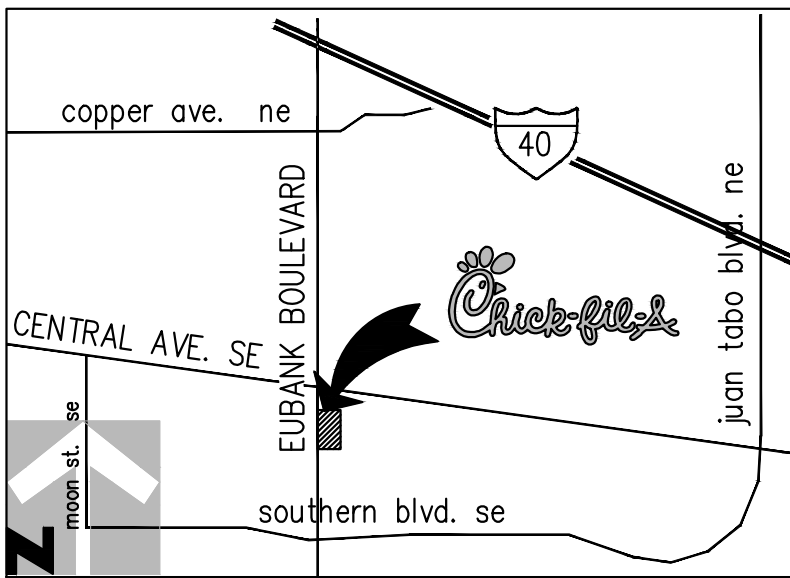 copper ave. ne
40
EUBANK BOULEVARD
juan tabo blvd. ne
Chick-fil-A
CENTRAL AVE. SE
moon st. se
southern blvd. se
N